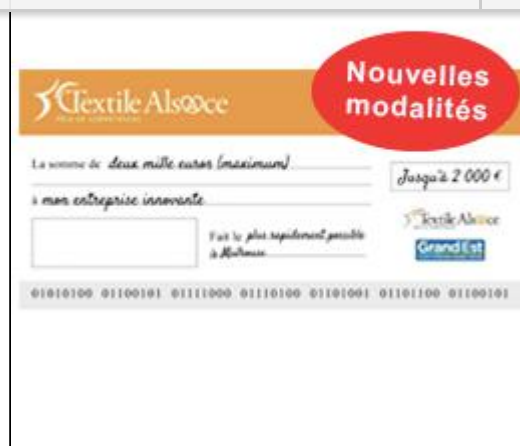 Nouvelles
modalités
Textile Alsace
La somme de deux mille euros (maximum)
Jusqu'à 2 000 €
à mon entreprise innovante
Textile Alsace
Fait le plus rapidement possible
à Mulhouse
Grand Est
01010100 01100101 01111000 01110100 01101001 01101100 01100101